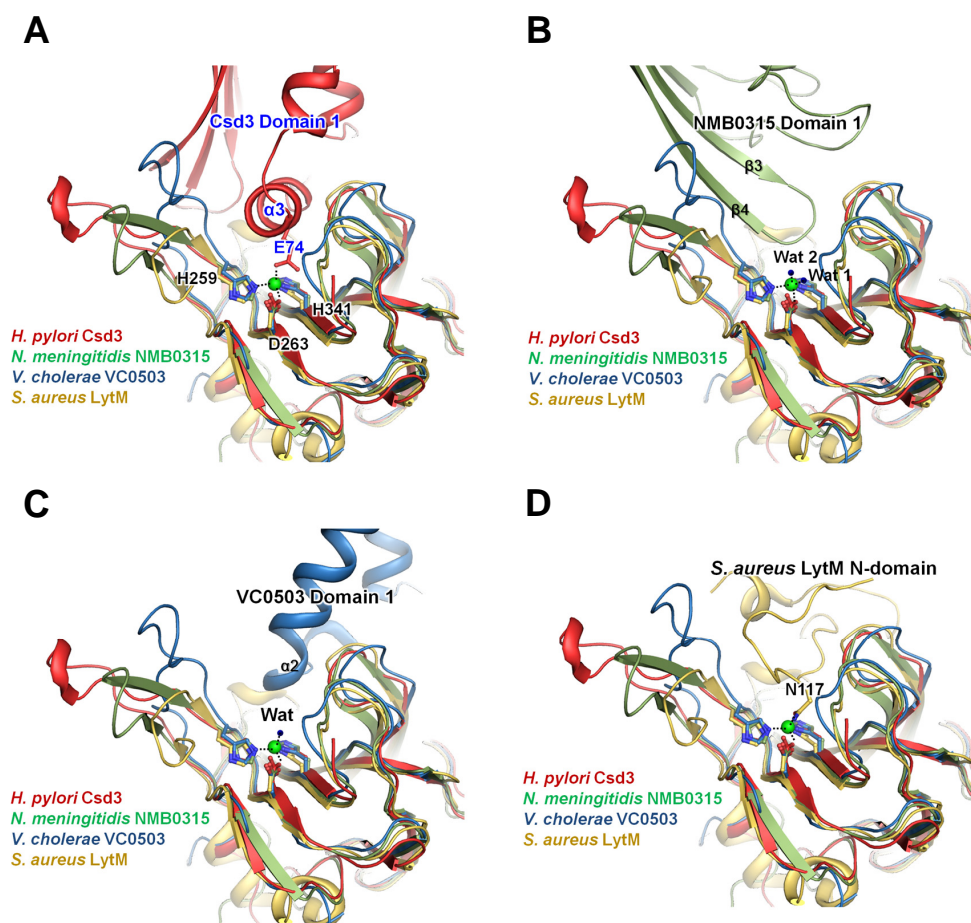 A
Csd3 Domain 1
α3
E74
H259
H341
D263
H. pylori Csd3
N. meningitidis NMB0315
V. cholerae VC0503
S. aureus LytM
B
NMB0315 Domain 1
β3
β4
Wat 2
Wat 1
H. pylori Csd3
N. meningitidis NMB0315
V. cholerae VC0503
S. aureus LytM
C
VC0503 Domain 1
α2
Wat
H. pylori Csd3
N. meningitidis NMB0315
V. cholerae VC0503
S. aureus LytM
D
S. aureus LytM N-domain
N117
H. pylori Csd3
N. meningitidis NMB0315
V. cholerae VC0503
S. aureus LytM